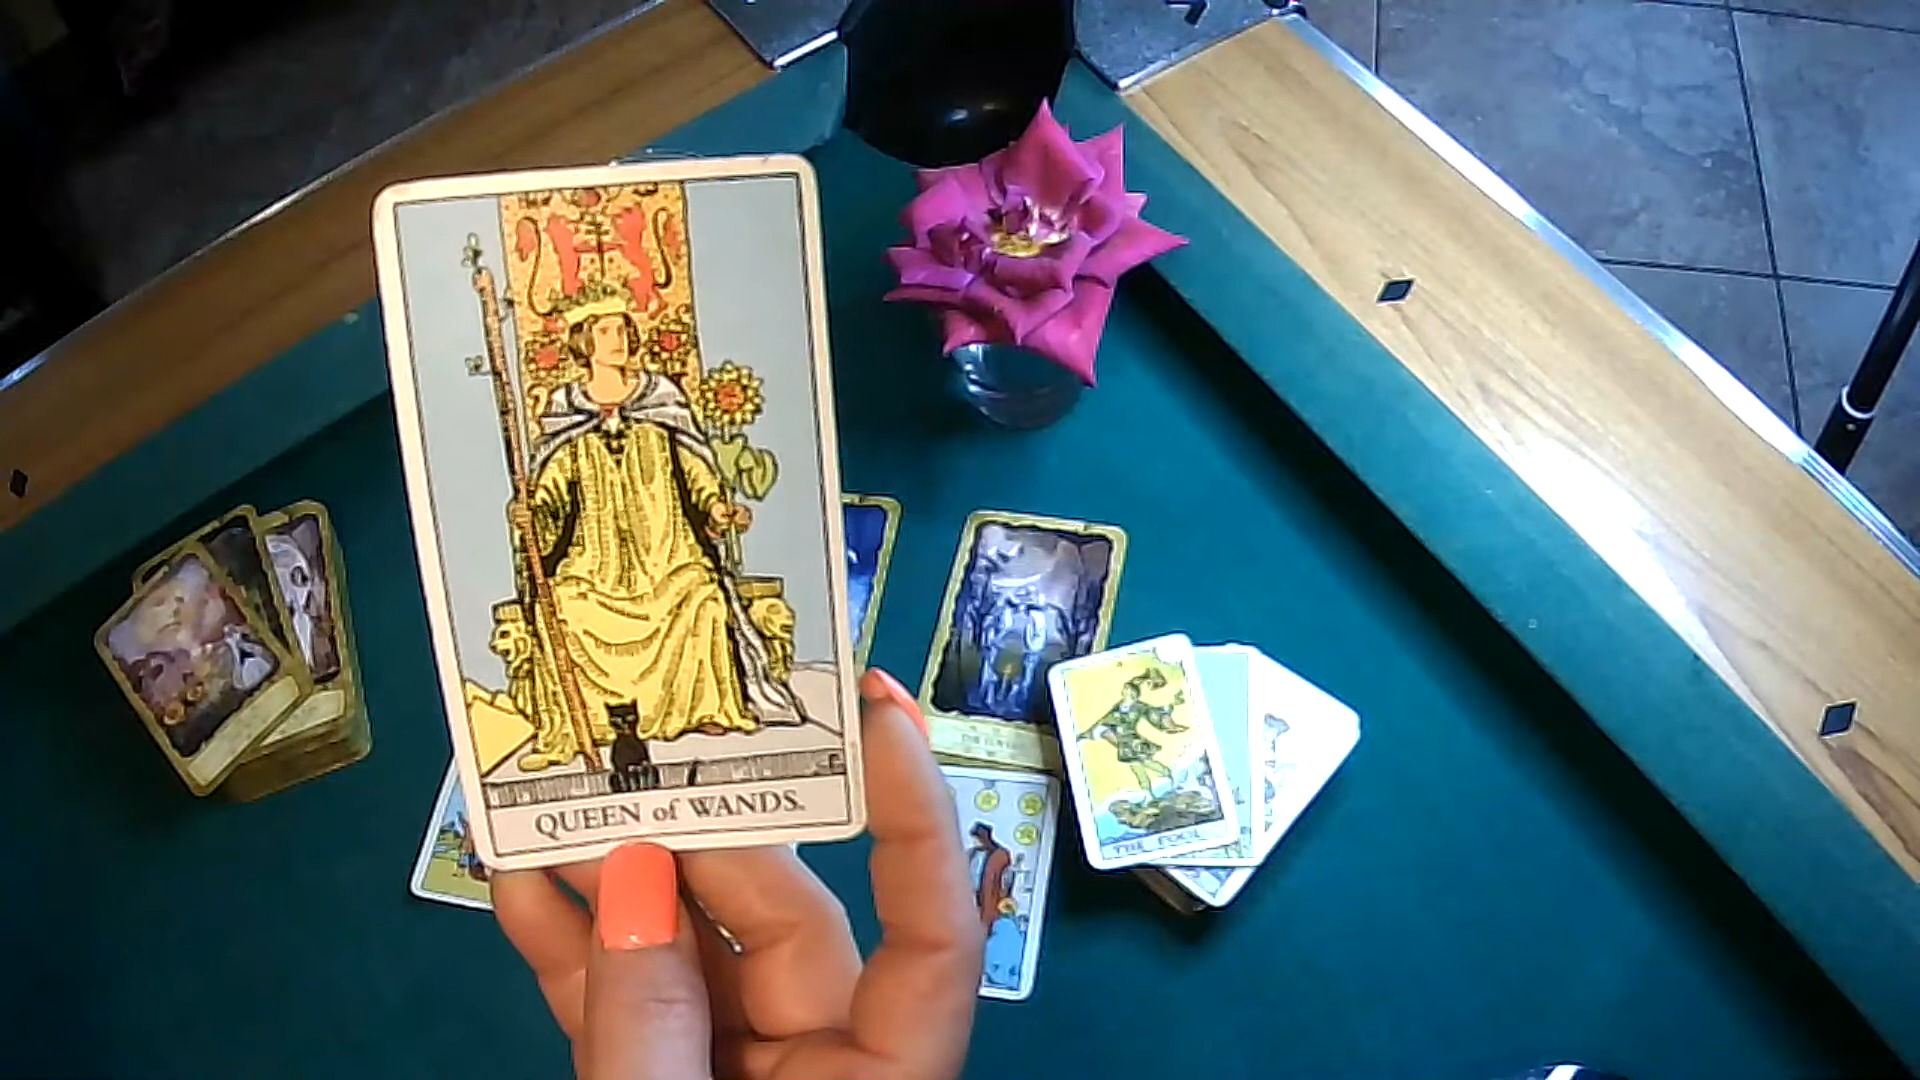 QUEEN of WANDS.
THE FOOL.